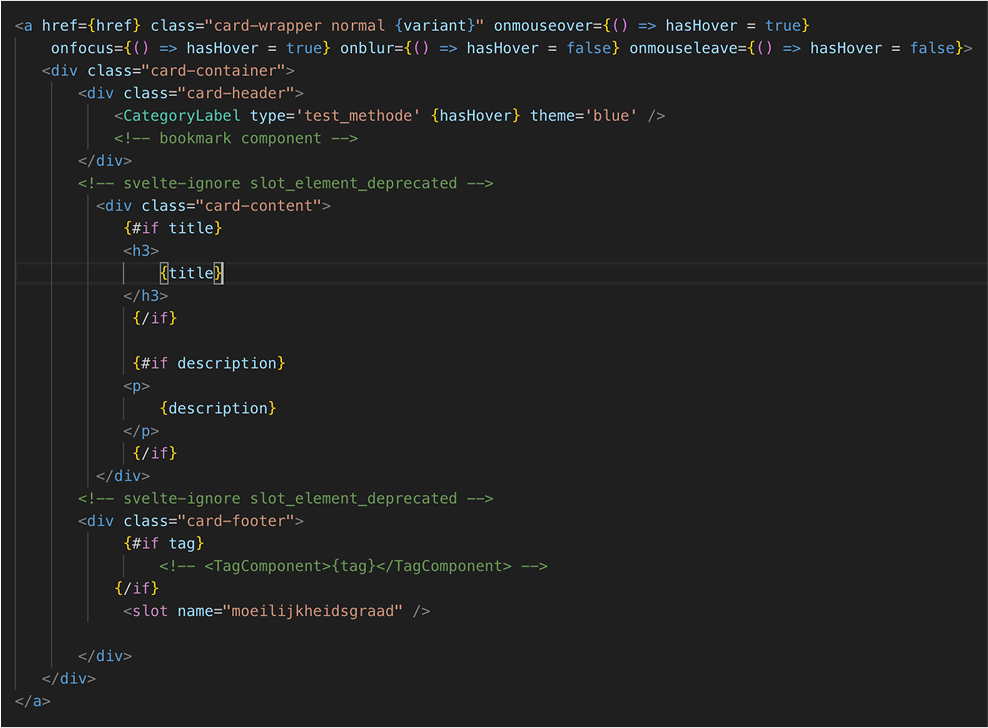 <a href={href} class="card-wrapper normal {variant}" onmouseover={() => hasHover = true}
onfocus={() => hasHover = true} onblur={() => hasHover = false} onmouseleave={() => hasHover = false}>
<div class="card-container">
<div class="card-header">
<CategoryLabel type='test_methode' {hasHover} theme='blue' />
<!-- bookmark component -->
</div>
<!-- svelte-ignore slot_element_deprecated -->
<div class="card-content">
{#if title}
<h3>
{title}
</h3>
{/if}
{#if description}
<p>
{description}
</p>
{/if}
</div>
<!-- svelte-ignore slot_element_deprecated -->
<div class="card-footer">
{#if tag}
<!-- <TagComponent>{tag}</TagComponent> -->
{/if}
<slot name="moeilijkheidsgraad" />
</div>
</div>
</a>